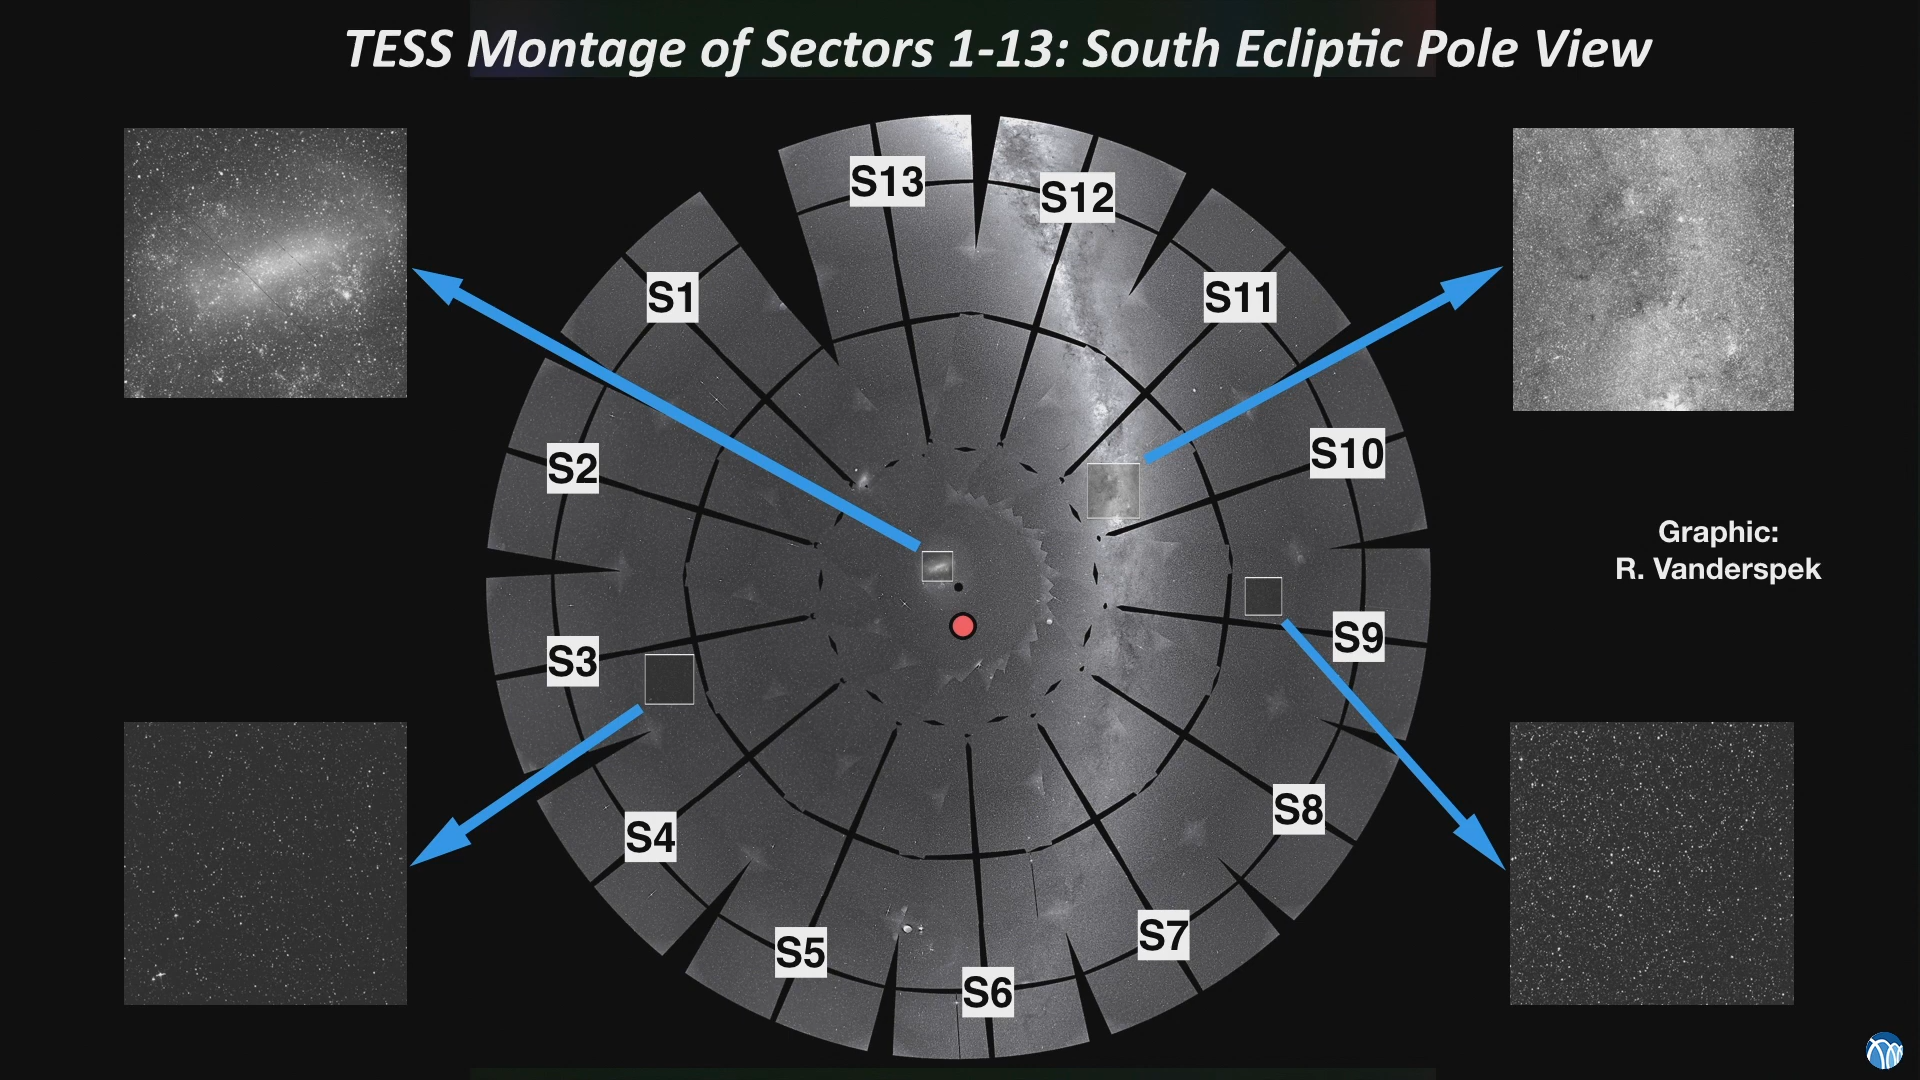 TESS Montage of Sectors 1-13: South Ecliptic Pole View
S13
S12
S1
S11
S2
S10
Graphic:
R. Vanderspek
S3
S9
S4
S8
S5
S7
S6